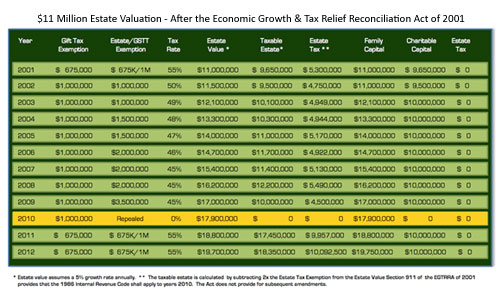 $11 Million Estate Valuation - After the Economic Growth & Tax Relief Reconciliation Act of 2001
Year Gift Tax Exemption Estate/GSTT Exemption Tax Rate Estate Value * Taxable Estate* Estate Tax ** Family Capital Charitable Capital Estate Tax
2001 $ 675,000 $ 675K/1M 55% $11,000,000 $ 9,650,000 $ 5,300,000 $11,000,000 $ 9,650,000 $ 0
2002 $1,000,000 $1,000,000 50% $11,500,000 $ 9,500,000 $ 4,750,000 $11,000,000 $ 9,500,000 $ 0
2003 $1,000,000 $1,000,000 49% $12,100,000 $10,100,000 $ 4,949,000 $12,100,000 $10,000,000 $ 0
2004 $1,000,000 $1,500,000 48% $13,300,000 $10,300,000 $ 4,944,000 $13,300,000 $10,000,000 $ 0
2005 $1,000,000 $1,500,000 47% $14,000,000 $11,000,000 $ 5,170,000 $14,000,000 $10,000,000 $ 0
2006 $1,000,000 $2,000,000 46% $14,700,000 $11,700,000 $ 4,922,000 $14,700,000 $10,000,000 $ 0
2007 $1,000,000 $2,000,000 45% $15,400,000 $11,400,000 $ 5,130,000 $15,400,000 $10,000,000 $ 0
2008 $1,000,000 $2,000,000 45% $16,200,000 $12,200,000 $ 5,490,000 $16,200,000 $10,000,000 $ 0
2009 $1,000,000 $3,500,000 45% $17,000,000 $10,000,000 $ 4,500,000 $17,000,000 $10,000,000 $ 0
2010 $1,000,000 Repealed 0% $17,900,000 $ 0 $ 0 $17,900,000 $ 0 $ 0
2011 $ 675,000 $ 675K/1M 55% $18,800,000 $17,450,000 $ 9,957,000 $18,800,000 $10,000,000 $ 0
2012 $ 675,000 $ 675K/1M 55% $19,700,000 $18,350,000 $10,092,500 $19,750,000 $10,000,000 $ 0
* Estate value assumes a 5% growth rate annually. ** The taxable estate is calculated by subtracting 2x the Estate Tax Exemption from the Estate Value Section 911 of the EGTRRA of 2001
provides that the 1986 Internal Revenue Code shall apply to years 2010. The Act does not provide for subsequent amendments.